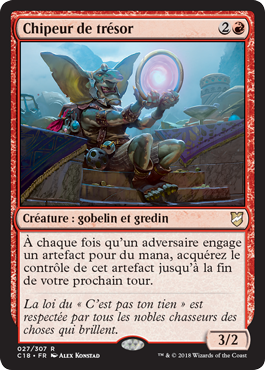 Chipeur de trésor 2
Créature : gobelin et gredin
À chaque fois qu'un adversaire engage
un artefact pour du mana, acquérez le
contrôle de cet artefact jusqu'à la fin
de votre prochain tour.
La loi du « C'est pas ton tien » est
respectée par tous les nobles chasseurs des
choses qui brillent.
3/2
027/307 R
C18 • FR Alex Konstad
™ & © 2018 Wizards of the Coast